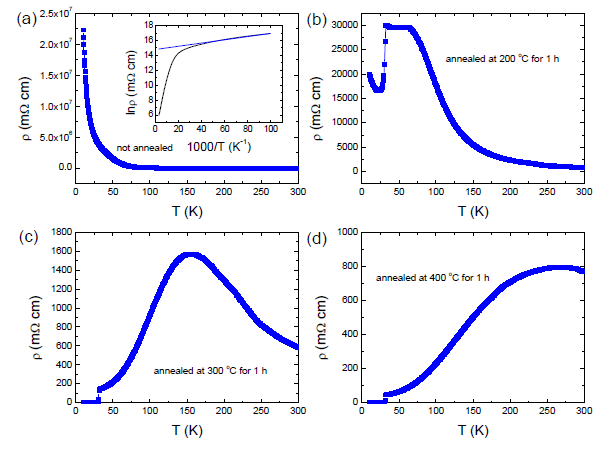 (a)
2.5x10⁷
2.0x10⁷
1.5x10⁷
1.0x10⁷
5.0x10⁶
0.0
ρ (mΩ cm)
0 50 100 150 200 250 300
T (K)
not annealed
18
16
14
12
10
8
6
lnρ (mΩ cm)
0 20 40 60 80 100
1000/T (K⁻¹)
(b)
30000
25000
20000
15000
10000
5000
0
ρ (mΩ cm)
annealed at 200 °C for 1 h
0 50 100 150 200 250 300
T (K)
(c)
1800
1600
1400
1200
1000
800
600
400
200
0
ρ (mΩ cm)
annealed at 300 °C for 1 h
0 50 100 150 200 250 300
T (K)
(d)
1000
800
600
400
200
0
ρ (mΩ cm)
annealed at 400 °C for 1 h
0 50 100 150 200 250 300
T (K)